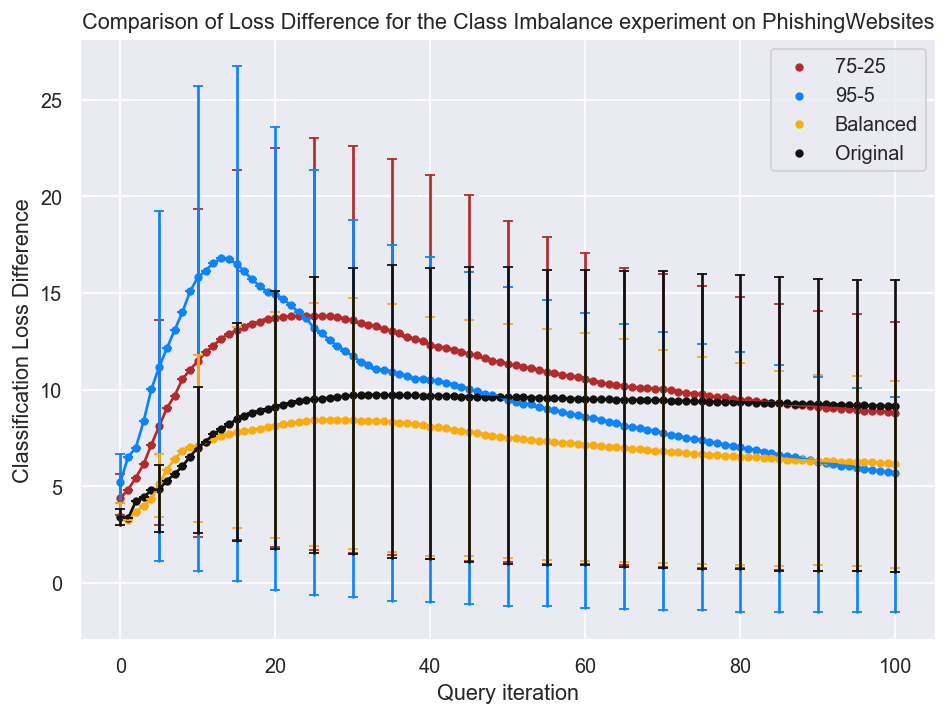 Comparison of Loss Difference for the Class Imbalance experiment on PhishingWebsites
75-25
95-5
Balanced
Original
Classification Loss Difference
25
20
15
10
5
0
0 20 40 60 80 100
Query iteration